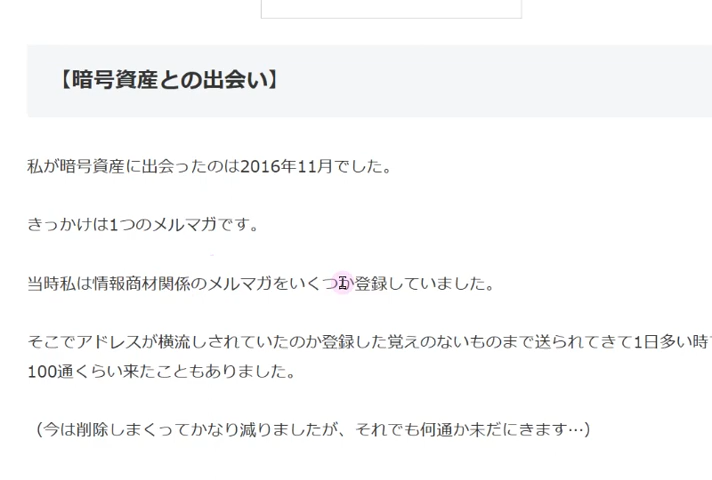 【暗号資産との出会い】
私が暗号資産に出会ったのは2016年11月でした。
きっかけは1つのメルマガです。
当時私は情報商材関係のメルマガをいくつか登録していました。
そこでアドレスが横流しされていたのか登録した覚えのないものまで送られてきて1日多い時
100通くらい来たこともありました。
（今は削除しまくってかなり減りましたが、それでも何通か未だにきます…）